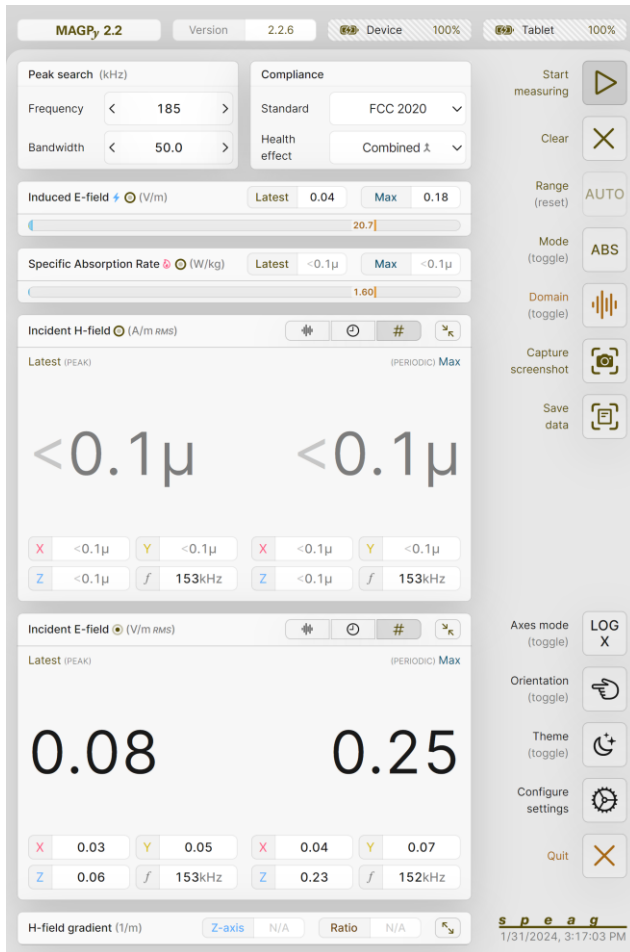 MAGPy 2.2 Version 2.2.6 Device 100% Tablet 100%
Peak search (kHz)
Frequency < 185 >
Bandwidth < 50.0 >
Compliance
Standard FCC 2020
Health effect Combined
Induced E-field (V/m) Latest 0.04 Max 0.18
20.7
Specific Absorption Rate (W/kg) Latest <0.1μ Max <0.1μ
1.60
Incident H-field (A/m RMS) #
Latest (PEAK) (PERIODIC) Max
<0.1μ <0.1μ
X <0.1μ Y <0.1μ X <0.1μ Y <0.1μ
Z <0.1μ f 153kHz Z <0.1μ f 153kHz
Incident E-field (V/m RMS) #
Latest (PEAK) (PERIODIC) Max
0.08 0.25
X 0.03 Y 0.05 X 0.04 Y 0.07
Z 0.06 f 153kHz Z 0.23 f 152kHz
H-field gradient (1/m) Z-axis N/A Ratio N/A
Start
measuring
Clear
Range
(reset) AUTO
Mode
(toggle) ABS
Domain
(toggle)
Capture
screenshot
Save
data
Axes mode
(toggle) LOG X
Orientation
(toggle)
Theme
(toggle)
Configure
settings
Quit
speag
1/31/2024, 3:17:03 PM